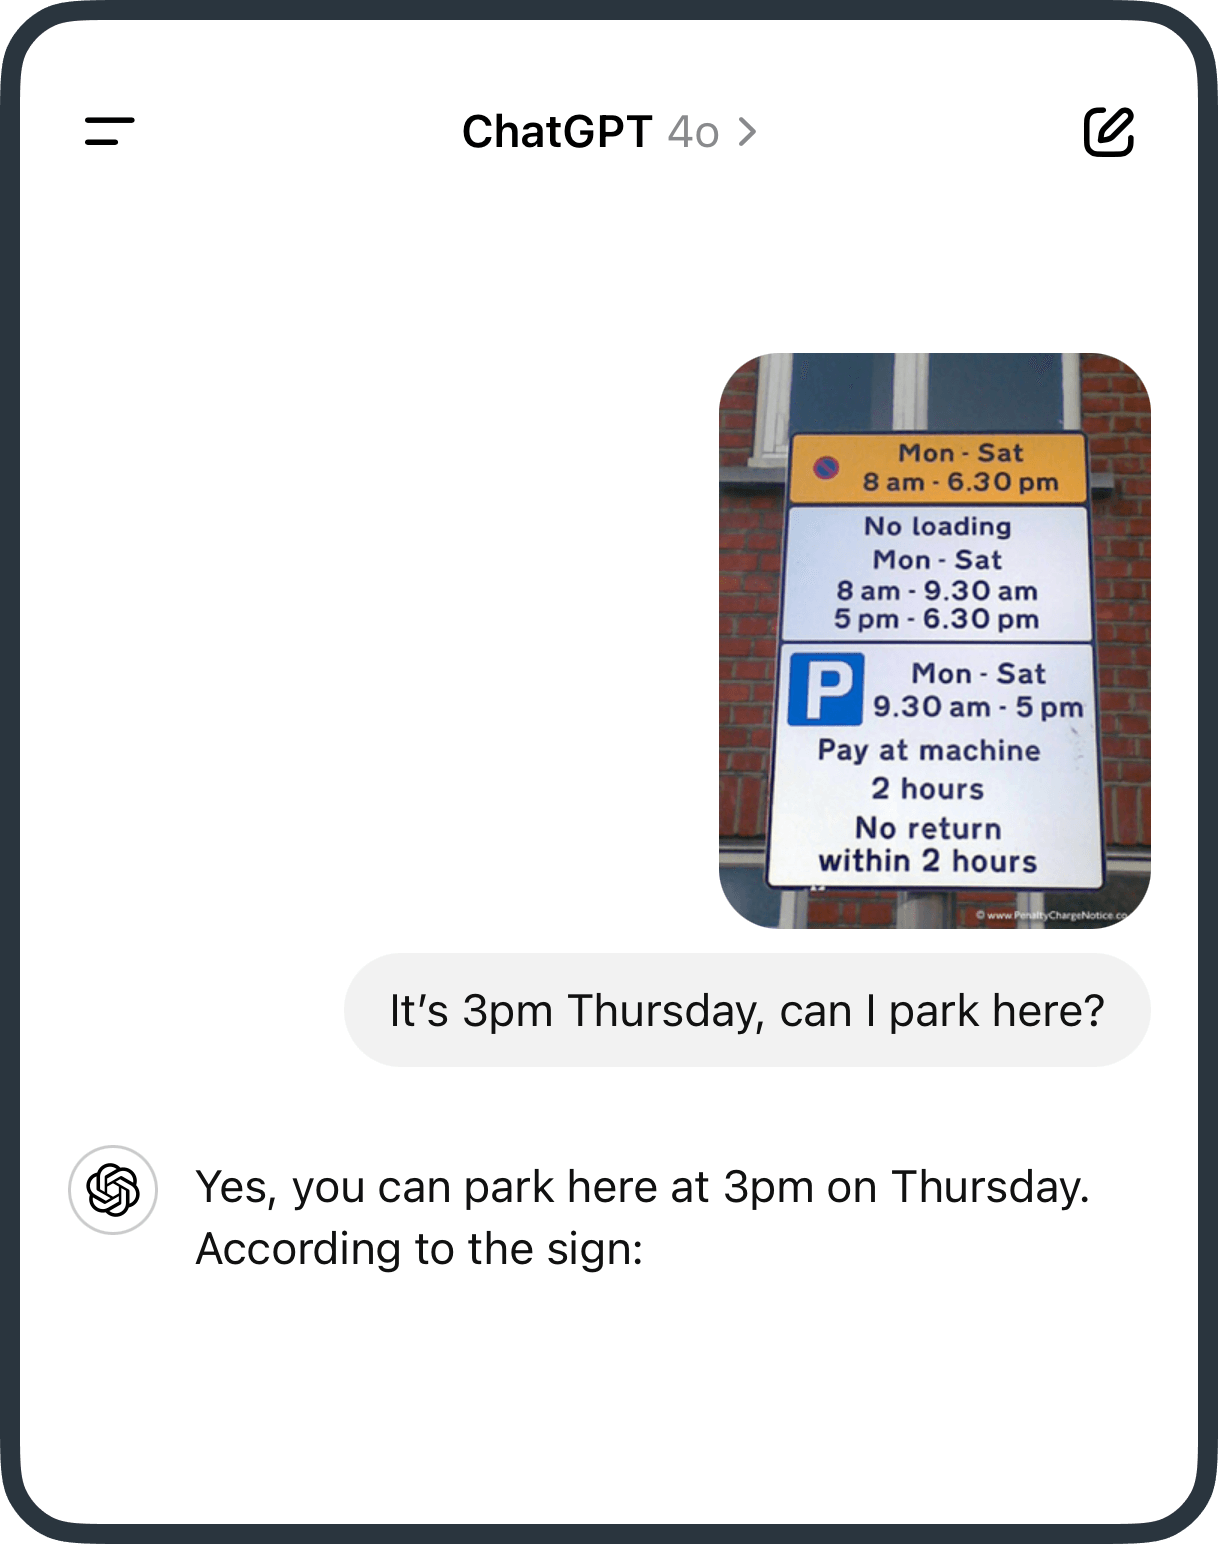 ChatGPT 4o >
Mon - Sat
8 am - 6.30 pm
No loading
Mon - Sat
8 am - 9.30 am
5 pm - 6.30 pm
P
Mon - Sat
9.30 am - 5 pm
Pay at machine
2 hours
No return
within 2 hours
© www.PenaltyChargeNotice.co
It’s 3pm Thursday, can I park here?
Yes, you can park here at 3pm on Thursday.
According to the sign: